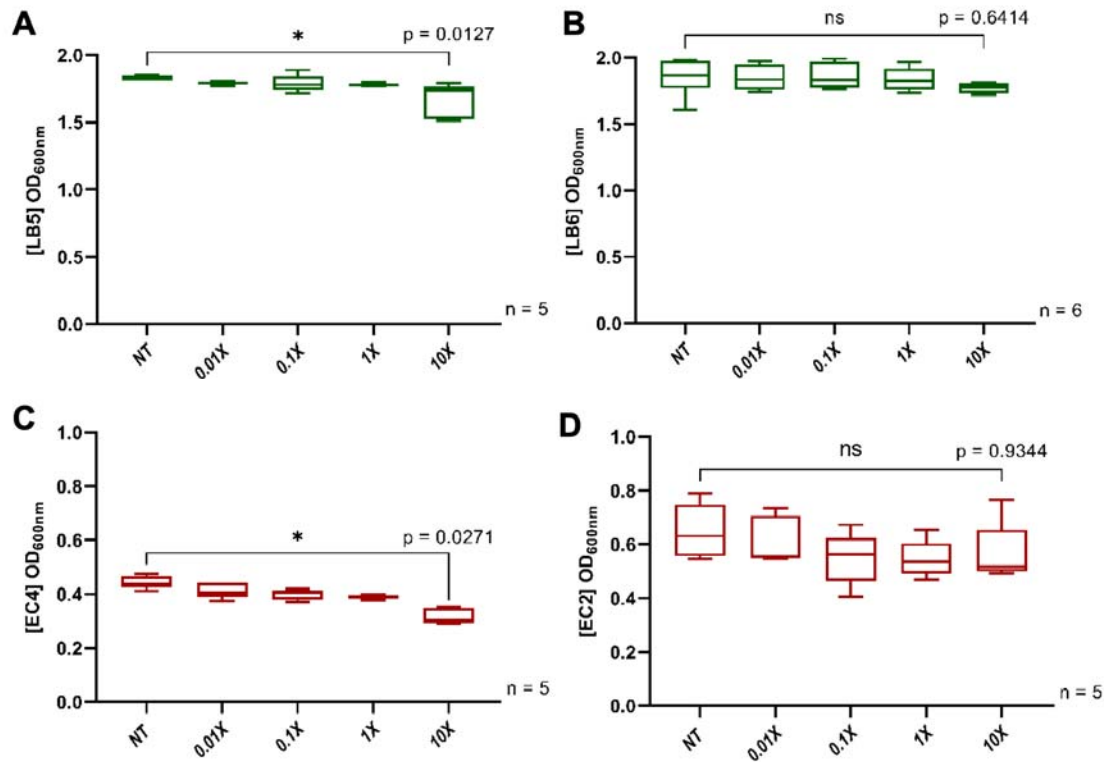 A
*
p = 0.0127
[LB5] OD600nm
2.0
1.5
1.0
0.5
0.0
n = 5
NT
0.01X
0.1X
1X
10X
B
ns
p = 0.6414
[LB6] OD600nm
2.0
1.5
1.0
0.5
0.0
n = 6
NT
0.01X
0.1X
1X
10X
C
*
p = 0.0271
[EC4] OD600nm
1.0
0.8
0.6
0.4
0.2
0.0
n = 5
NT
0.01X
0.1X
1X
10X
D
ns
p = 0.9344
[EC2] OD600nm
1.0
0.8
0.6
0.4
0.2
0.0
n = 5
NT
0.01X
0.1X
1X
10X